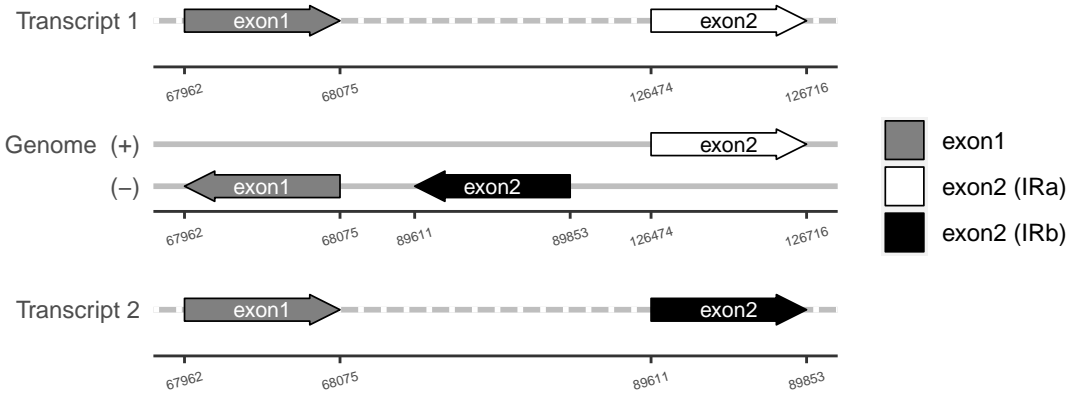 Transcript 1 exon1 exon2
67962 68075 126474 126716
Genome (+) exon2
(−) exon1 exon2
67962 68075 89611 89853 126474 126716
exon1
exon2 (IRa)
exon2 (IRb)
Transcript 2 exon1 exon2
67962 68075 89611 89853